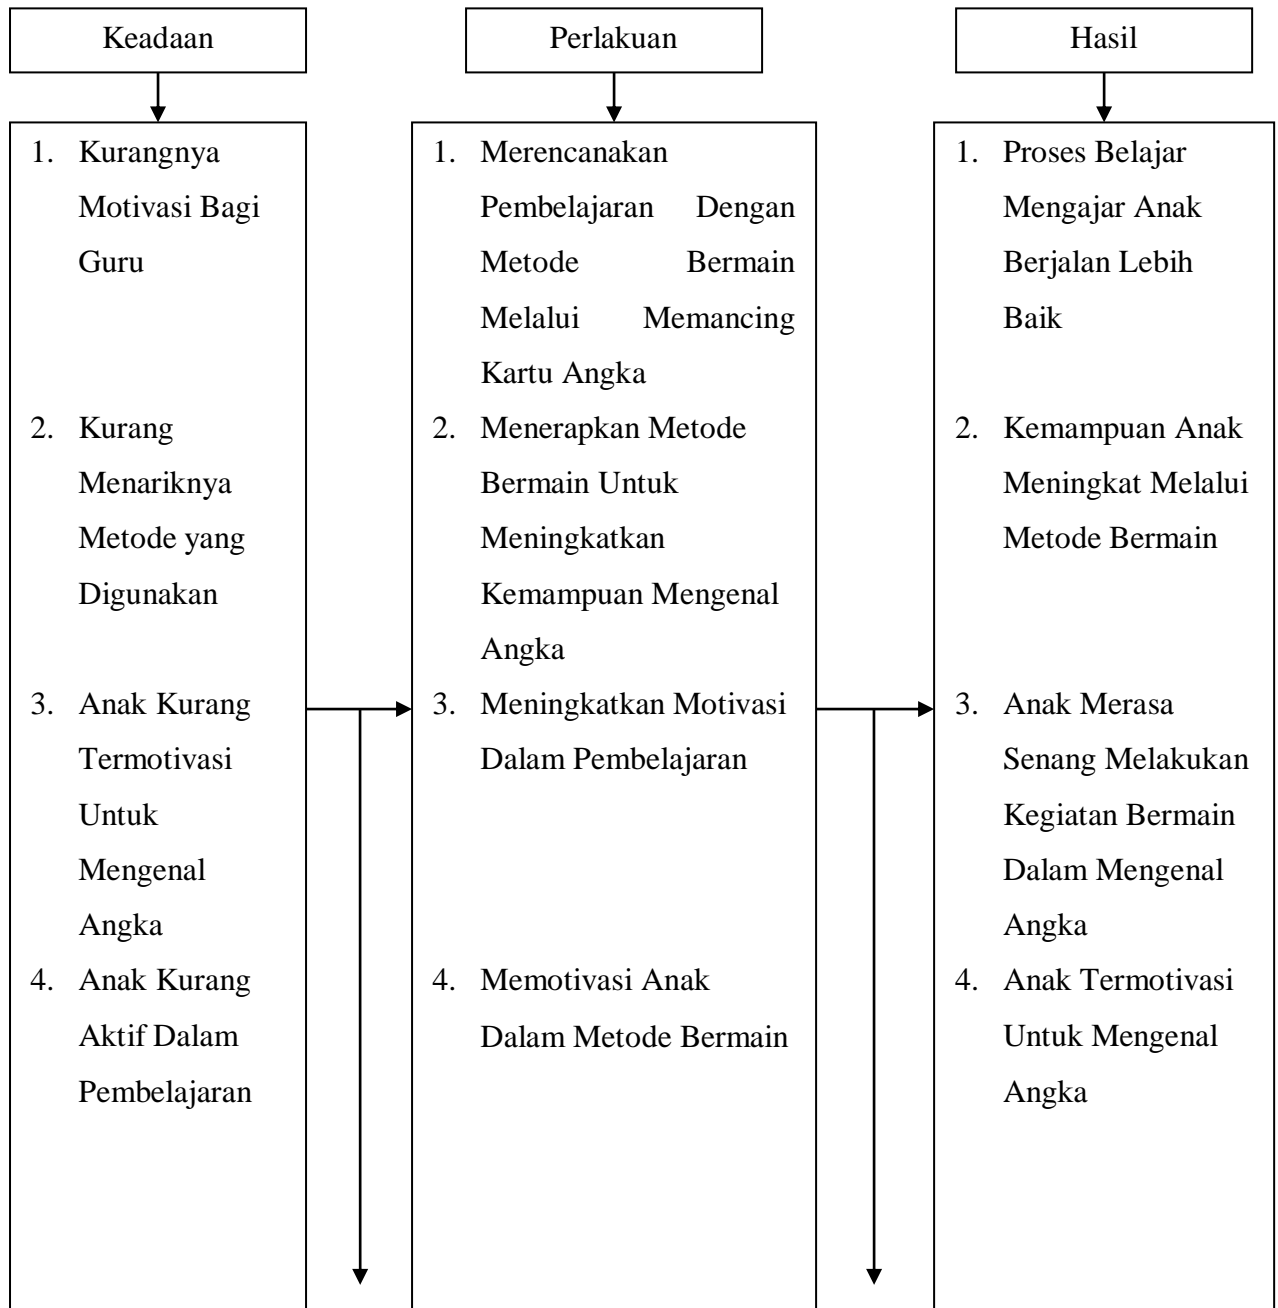 Keadaan
Perlakuan
Hasil
1. Kurangnya
Motivasi Bagi
Guru
2. Kurang
Menariknya
Metode yang
Digunakan
3. Anak Kurang
Termotivasi
Untuk
Mengenal
Angka
4. Anak Kurang
Aktif Dalam
Pembelajaran
1. Merencanakan
Pembelajaran Dengan
Metode Bermain
Melalui Memancing
Kartu Angka
2. Menerapkan Metode
Bermain Untuk
Meningkatkan
Kemampuan Mengenal
Angka
3. Meningkatkan Motivasi
Dalam Pembelajaran
4. Memotivasi Anak
Dalam Metode Bermain
1. Proses Belajar
Mengajar Anak
Berjalan Lebih
Baik
2. Kemampuan Anak
Meningkat Melalui
Metode Bermain
3. Anak Merasa
Senang Melakukan
Kegiatan Bermain
Dalam Mengenal
Angka
4. Anak Termotivasi
Untuk Mengenal
Angka